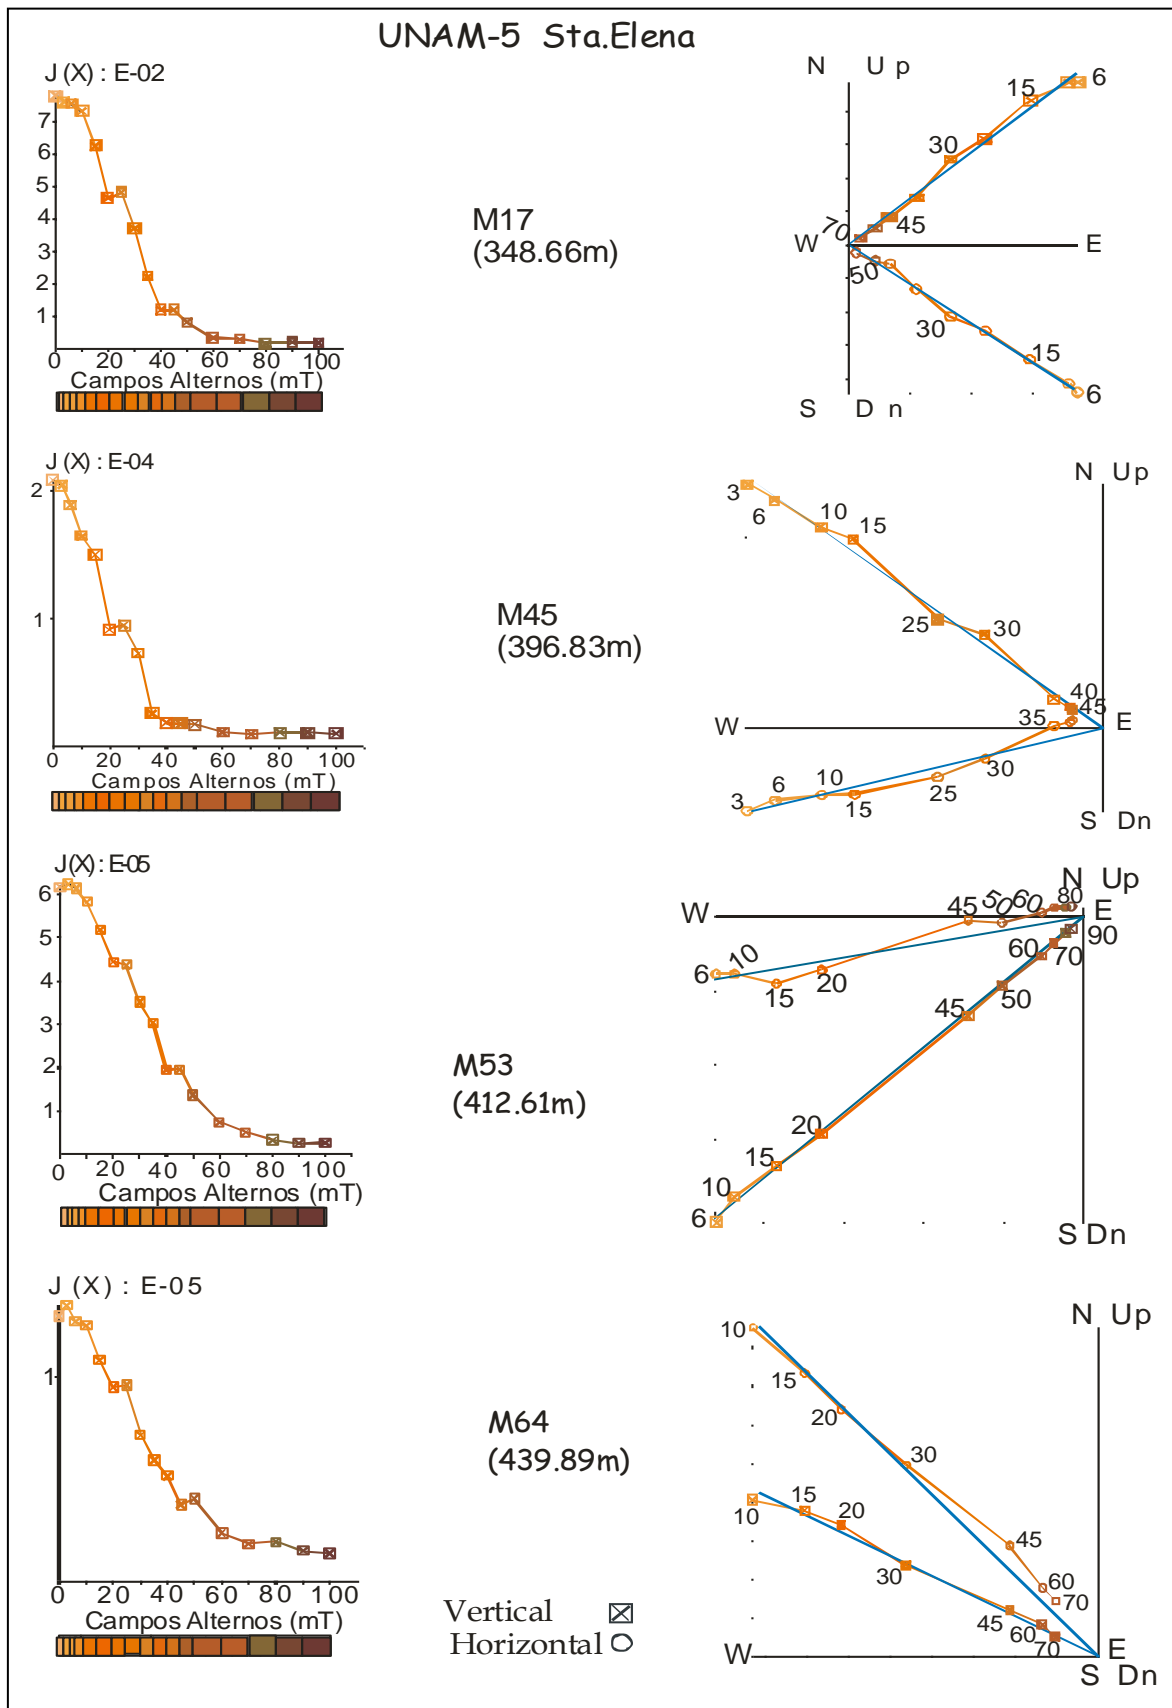 UNAM-5 Sta.Elena
J (X) : E-02
7
6
5
4
3
2
1
0 20 40 60 80 100
Campos Alternos (mT)
M17
(348.66m)
N Up
6
15
30
45
70
W E
50
30
15
6
S Dn
J (X) : E-04
2
1
0 20 40 60 80 100
Campos Alternos (mT)
M45
(396.83m)
N Up
3
6
10
15
25
30
40
45
W E
35
30
25
15
10
6
3
S Dn
J(X) : E-05
6
5
4
3
2
1
0 20 40 60 80 100
Campos Alternos (mT)
M53
(412.61m)
N Up
W E
45 50 60 80
6 10
15
20
90
70
60
50
45
20
15
10
6
S Dn
J (X) : E-05
1
0 20 40 60 80 100
Campos Alternos (mT)
M64
(439.89m)
N Up
10
15
20
30
45
60
70
10
15
20
30
45
60
70
W E
S Dn
Vertical
Horizontal